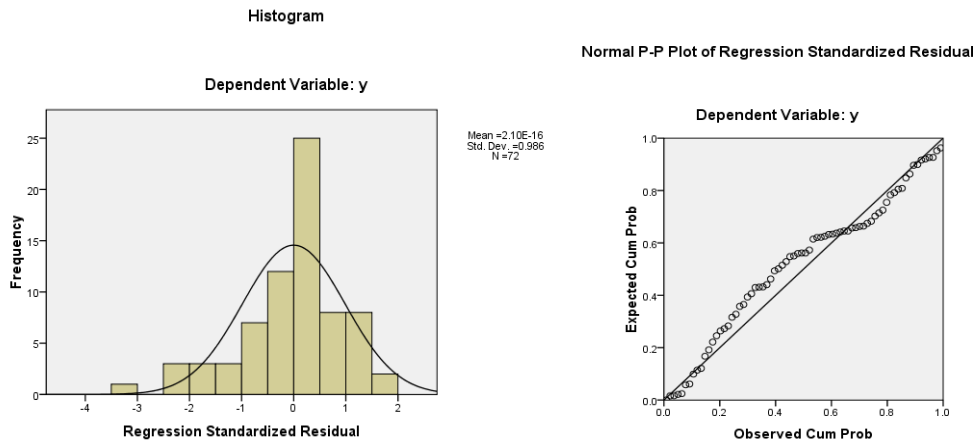 Histogram
Dependent Variable: y
Frequency
25
20
15
10
5
0
-4
-3
-2
-1
0
1
2
Regression Standardized Residual
Mean =2.10E-16
Std. Dev. =0.986
N =72
Normal P-P Plot of Regression Standardized Residual
Dependent Variable: y
Expected Cum Prob
1.0
0.8
0.6
0.4
0.2
0.0
0.0
0.2
0.4
0.6
0.8
1.0
Observed Cum Prob